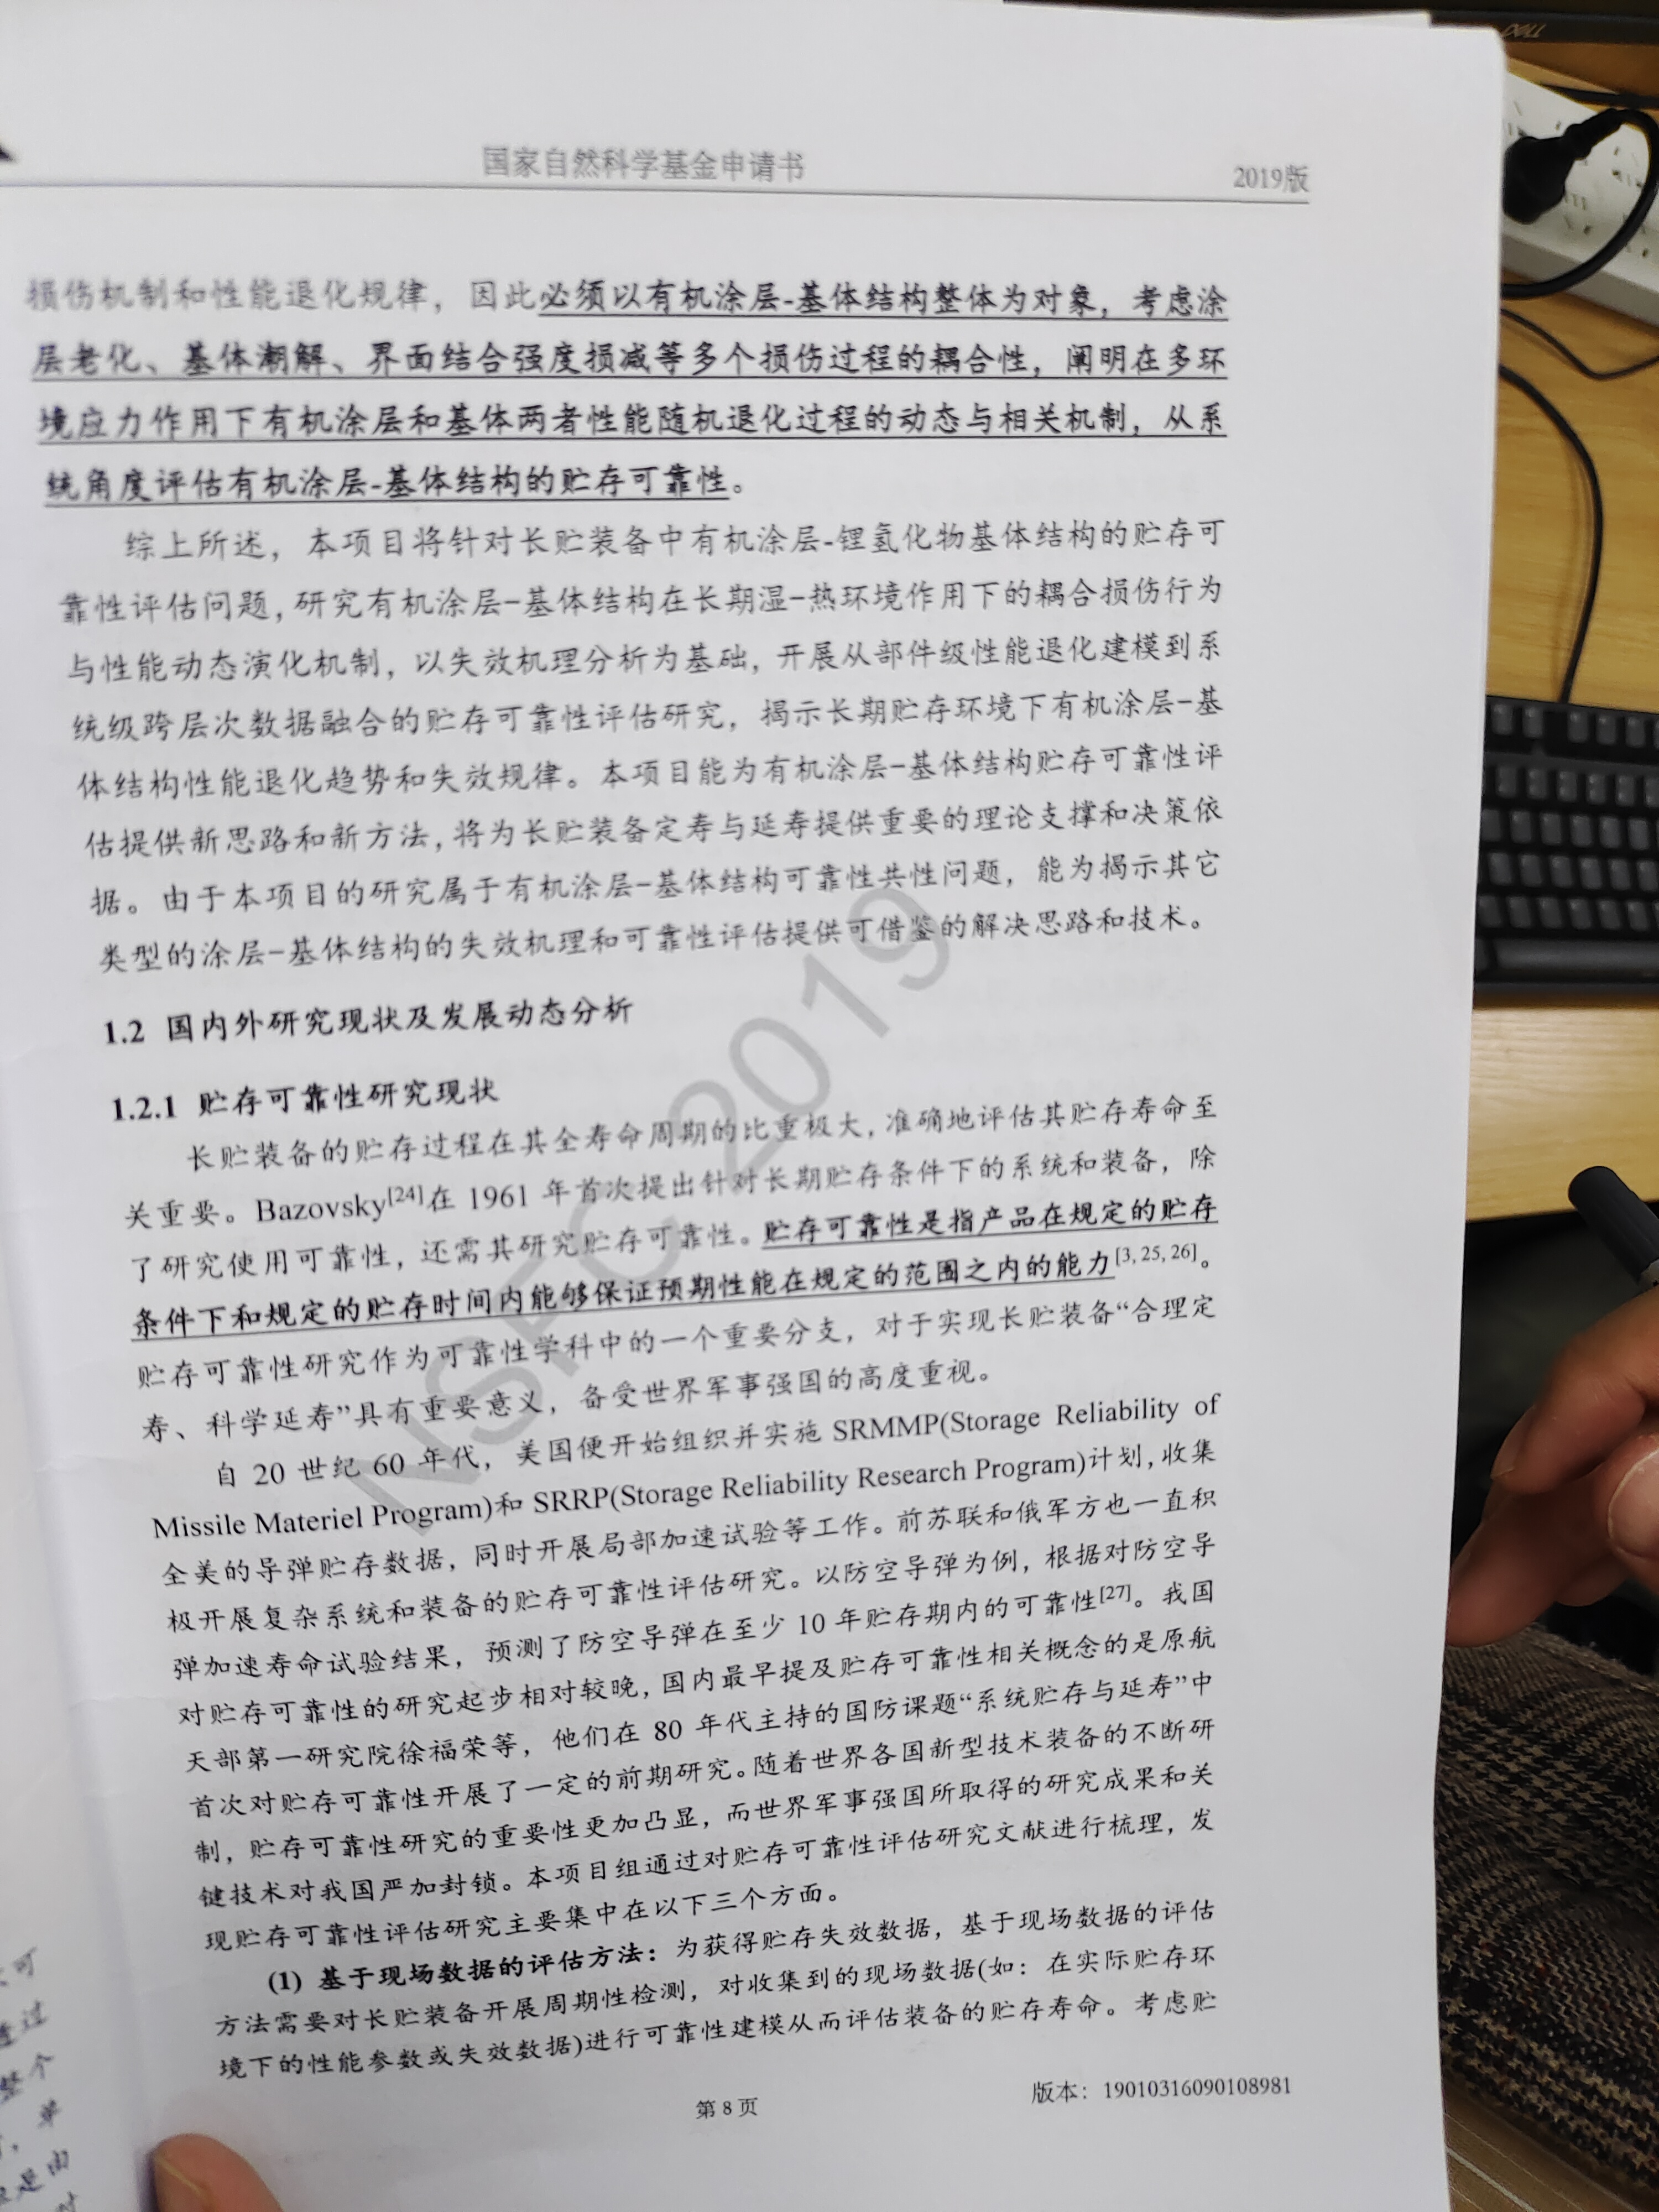 国家自然科学基金申请书
2019版
损伤机制和性能退化规律，因此必须以有机涂层-基体结构整体为对象，考虑涂
层老化、基体潮解、界面结合强度损减等多个损伤过程的耦合性，阐明在多环
境应力作用下有机涂层和基体两者性能随机退化过程的动态与相关机制，从系
统角度评估有机涂层-基体结构的贮存可靠性。
综上所述，本项目将针对长贮装备中有机涂层-锂氢化物基体结构的贮存可
靠性评估问题，研究有机涂层-基体结构在长期湿-热环境作用下的耦合损伤行为
与性能动态演化机制，以失效机理分析为基础，开展从部件级性能退化建模到系
统级跨层次数据融合的贮存可靠性评估研究，揭示长期贮存环境下有机涂层-基
体结构性能退化趋势和失效规律。本项目能为有机涂层-基体结构贮存可靠性评
估提供新思路和新方法，将为长贮装备定寿与延寿提供重要的理论支撑和决策依
据。由于本项目的研究属于有机涂层-基体结构可靠性共性问题，能为揭示其它
类型的涂层-基体结构的失效机理和可靠性评估提供可借鉴的解决思路和技术。
1.2 国内外研究现状及发展动态分析
1.2.1 贮存可靠性研究现状
长贮装备的贮存过程在其全寿命周期的比重极大，准确地评估其贮存寿命至
关重要。Bazovsky[24]在 1961 年首次提出针对长期贮存条件下的系统和装备，除
了研究使用可靠性，还需其研究贮存可靠性。贮存可靠性是指产品在规定的贮存
条件下和规定的贮存时间内能够保证预期性能在规定的范围之内的能力[3, 25, 26]。
贮存可靠性研究作为可靠性学科中的一个重要分支，对于实现长贮装备“合理定
寿、科学延寿”具有重要意义，备受世界军事强国的高度重视。
自 20 世纪 60 年代，美国便开始组织并实施 SRMMP(Storage Reliability of
Missile Materiel Program)和 SRRP(Storage Reliability Research Program)计划，收集
全美的导弹贮存数据，同时开展局部加速试验等工作。前苏联和俄军方也一直积
极开展复杂系统和装备的贮存可靠性评估研究。以防空导弹为例，根据对防空导
弹加速寿命试验结果，预测了防空导弹在至少 10 年贮存期内的可靠性[27]。我国
对贮存可靠性的研究起步相对较晚，国内最早提及贮存可靠性相关概念的是原航
天部第一研究院徐福荣等，他们在 80 年代主持的国防课题“系统贮存与延寿”中
首次对贮存可靠性开展了一定的前期研究。随着世界各国新型技术装备的不断研
制，贮存可靠性研究的重要性更加凸显，而世界军事强国所取得的研究成果和关
键技术对我国严加封锁。本项目组通过对贮存可靠性评估研究文献进行梳理，发
现贮存可靠性评估研究主要集中在以下三个方面。
(1) 基于现场数据的评估方法：为获得贮存失效数据，基于现场数据的评估
方法需要对长贮装备开展周期性检测，对收集到的现场数据(如：在实际贮存环
境下的性能参数或失效数据)进行可靠性建模从而评估装备的贮存寿命。考虑贮
第 8 页
版本：19010316090108981
NSFC 2019
DELL